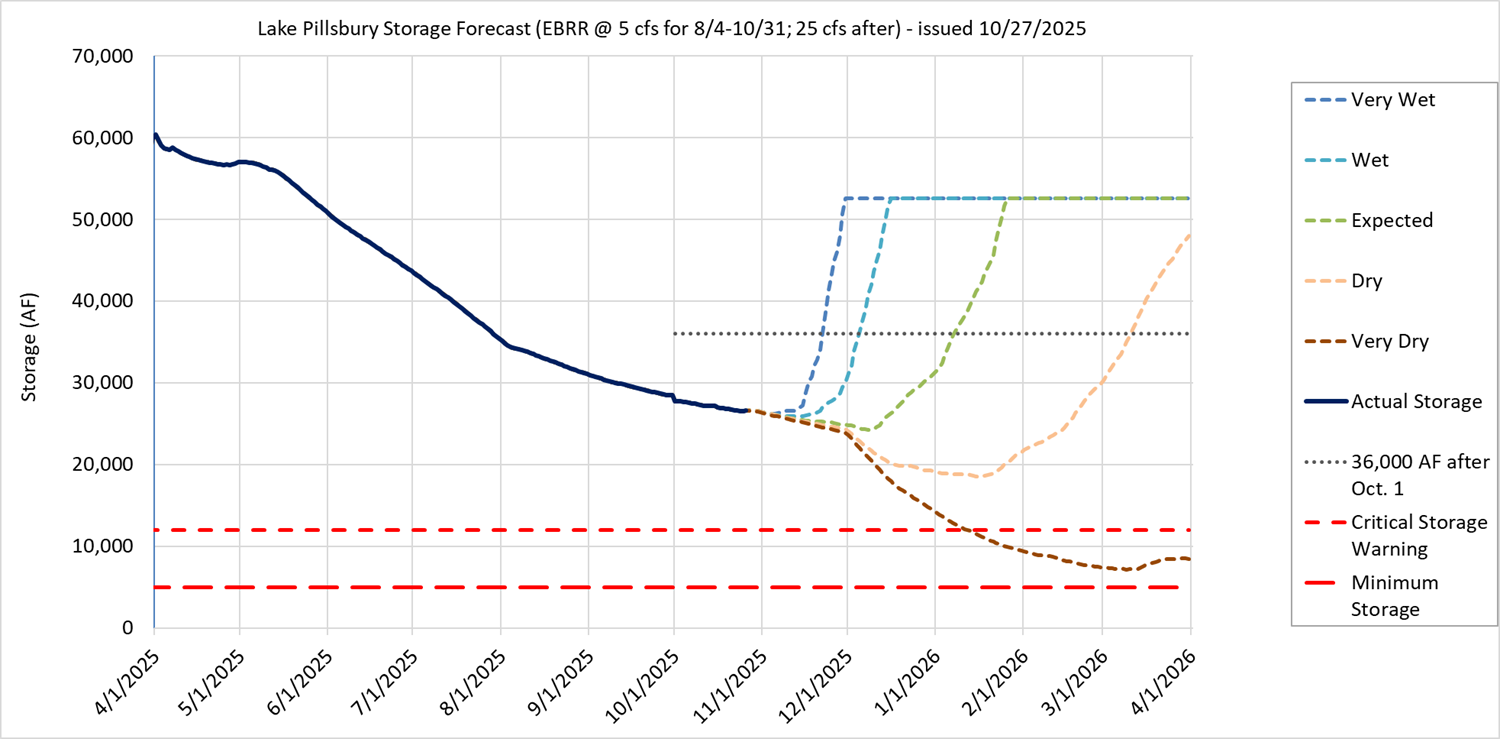 Lake Pillsbury Storage Forecast (EBRR @ 5 cfs for 8/4-10/31; 25 cfs after) - issued 10/27/2025
70,000
60,000
50,000
40,000
30,000
20,000
10,000
0
Storage (AF)
4/1/2025
5/1/2025
6/1/2025
7/1/2025
8/1/2025
9/1/2025
10/1/2025
11/1/2025
12/1/2025
1/1/2026
2/1/2026
3/1/2026
4/1/2026
Very Wet
Wet
Expected
Dry
Very Dry
Actual Storage
36,000 AF after
Oct. 1
Critical Storage
Warning
Minimum
Storage